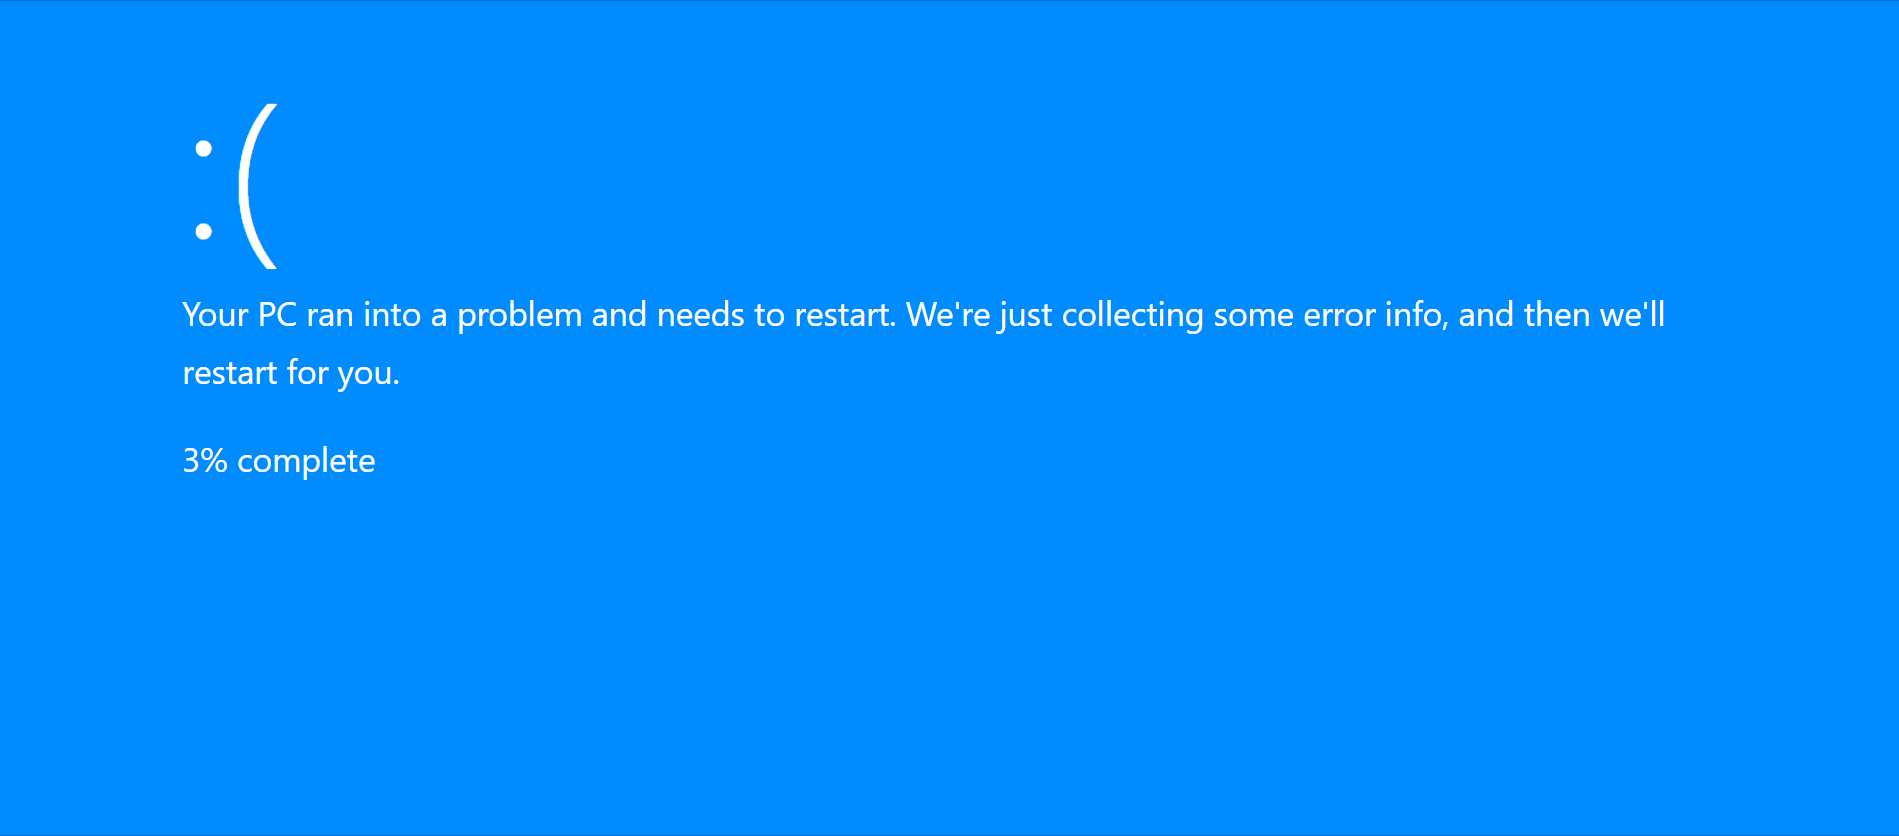 :(
Your PC ran into a problem and needs to restart. We're just collecting some error info, and then we'll
restart for you.
3% complete